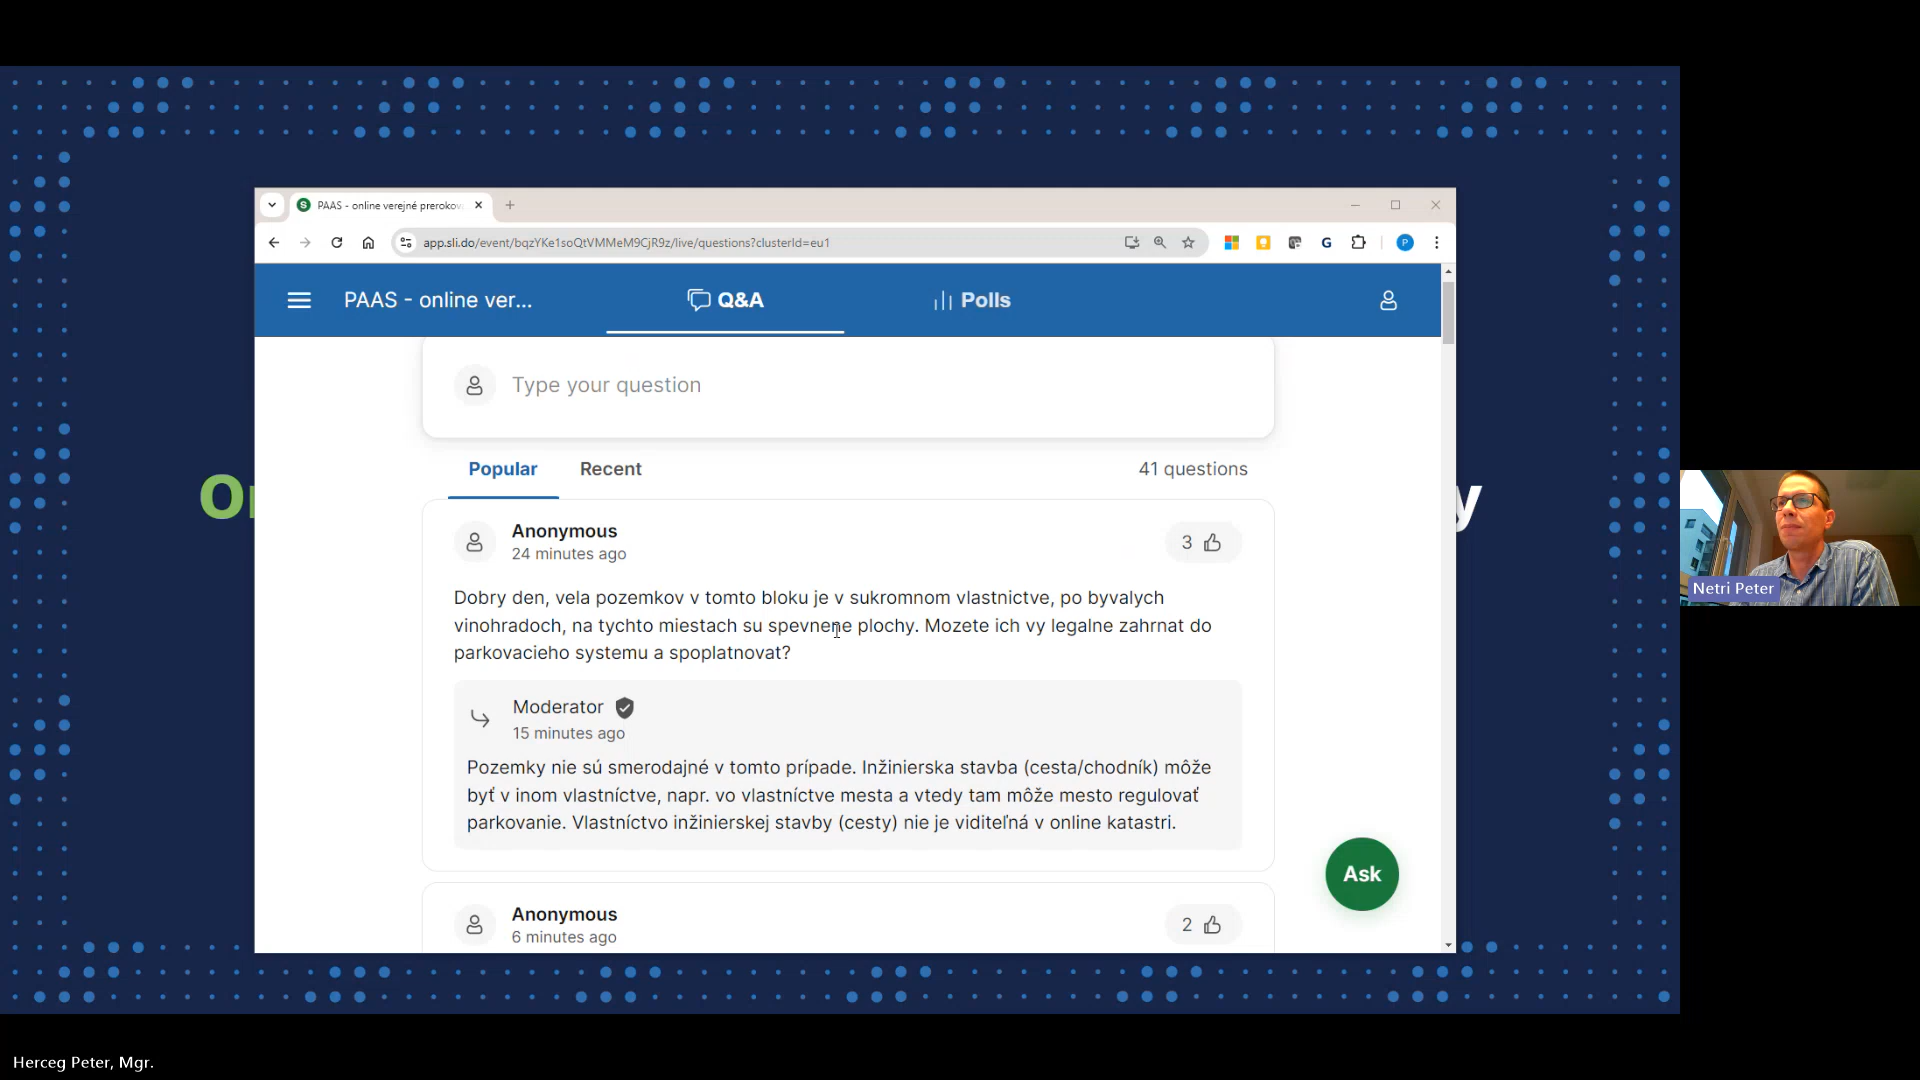 PAAS - online verejné prerokov
app.sli.do/event/bqzYKe1soQtVMMeM9CjR9z/live/questions?clusterId=eu1
G
P
PAAS - online ver...
Q&A
Polls
Type your question
Popular
Recent
41 questions
Anonymous
24 minutes ago
3
Dobry den, vela pozemkov v tomto bloku je v sukromnom vlastnictve, po byvalych
vinohradoch, na tychto miestach su spevnene plochy. Mozete ich vy legalne zahrnat do
parkovacieho systemu a spoplatnovat?
Moderator
15 minutes ago
Pozemky nie sú smerodajné v tomto prípade. Inžinierska stavba (cesta/chodník) môže
byť v inom vlastníctve, napr. vo vlastníctve mesta a vtedy tam môže mesto regulovať
parkovanie. Vlastníctvo inžinierskej stavby (cesty) nie je viditeľná v online katastri.
Ask
Anonymous
6 minutes ago
2
Netri Peter
Herceg Peter, Mgr.